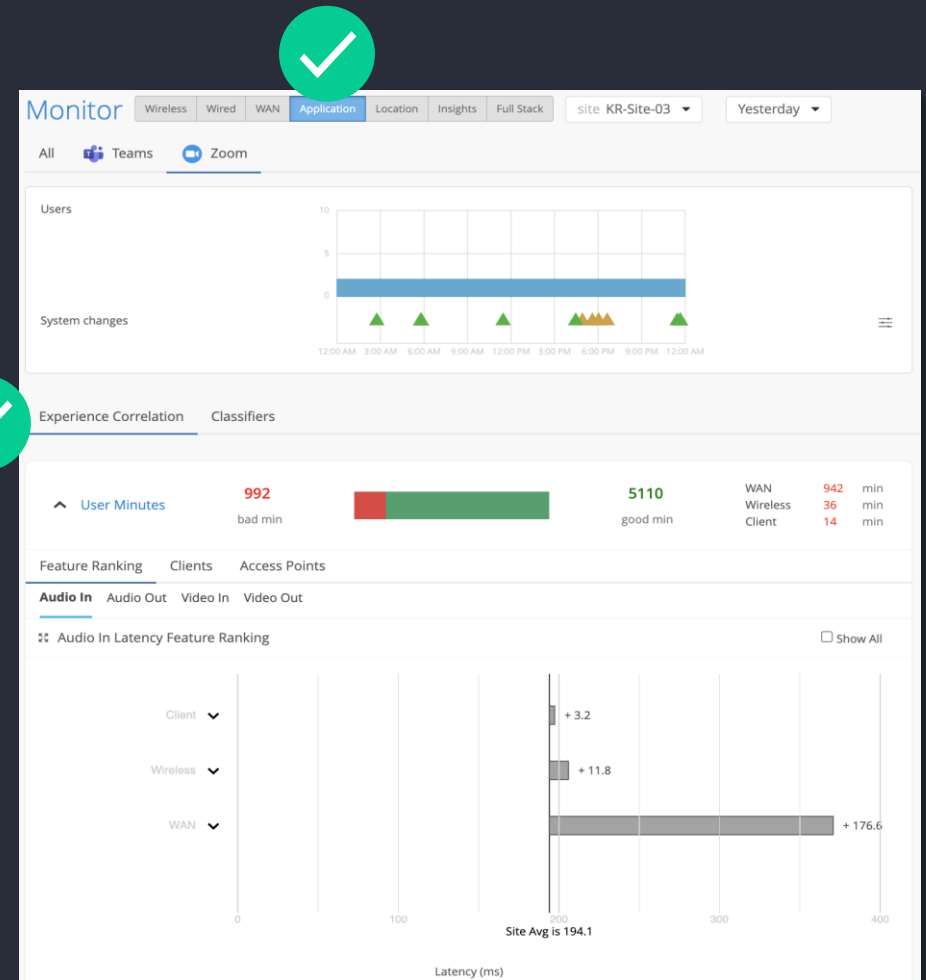 Monitor Wireless Wired WAN Application Location Insights Full Stack site KR-Site-03 Yesterday
All Teams Zoom
Users
10
5
0
System changes
12:00 AM 3:00 AM 6:00 AM 9:00 AM 12:00 PM 3:00 PM 6:00 PM 9:00 PM 12:00 AM
Experience Correlation Classifiers
User Minutes
992
bad min
5110
good min
WAN 942 min
Wireless 36 min
Client 14 min
Feature Ranking Clients Access Points
Audio In Audio Out Video In Video Out
Audio In Latency Feature Ranking Show All
Client + 3.2
Wireless + 11.8
WAN + 176.6
0 100 200 300 400
Site Avg is 194.1
Latency (ms)